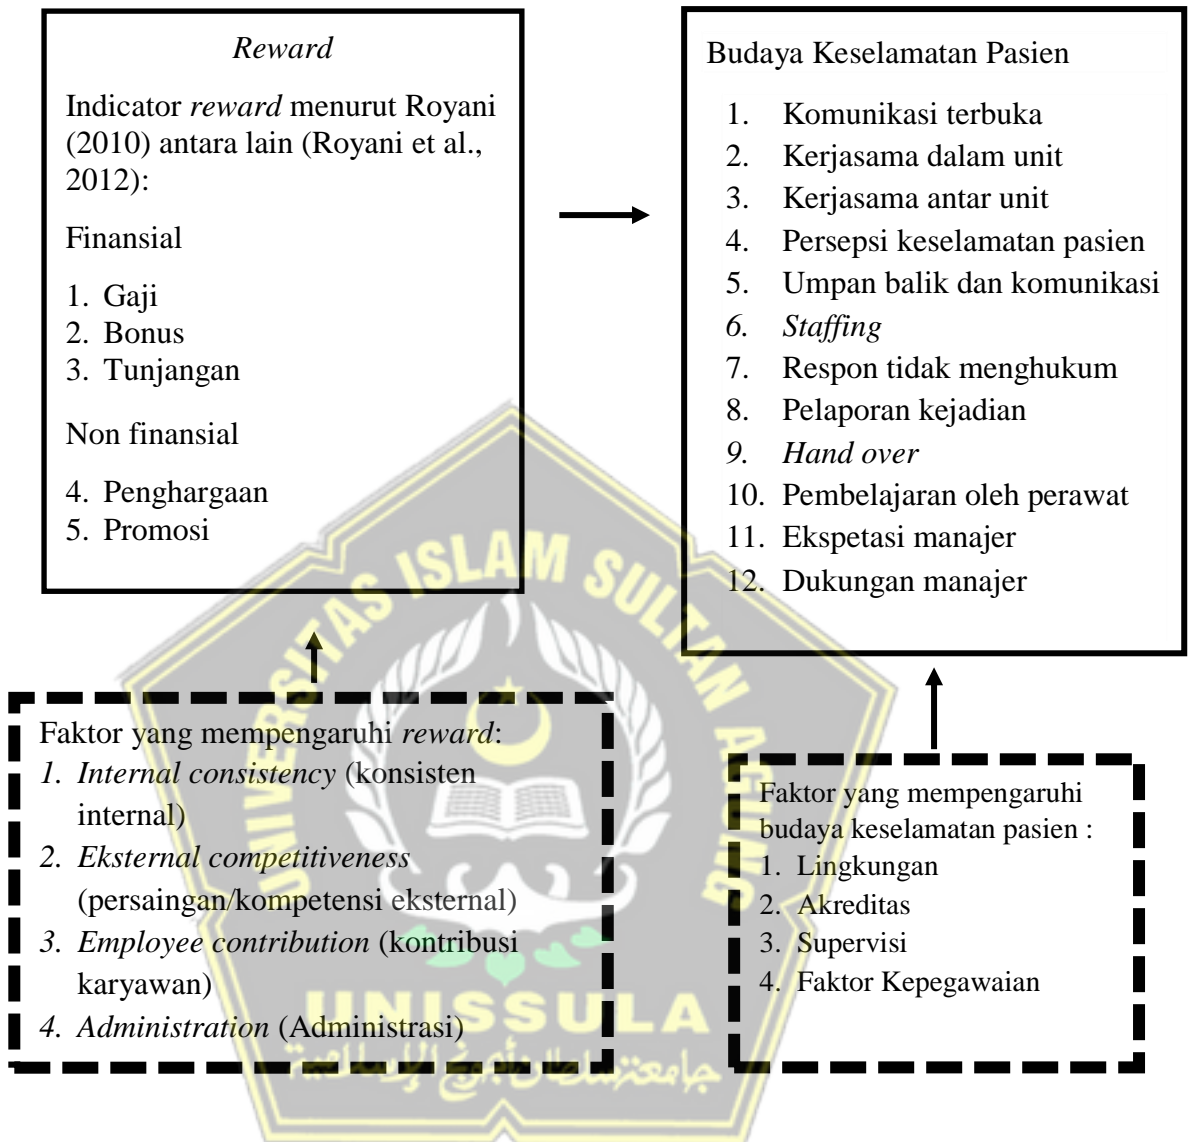 Reward
Indicator reward menurut Royani
(2010) antara lain (Royani et al.,
2012):
Finansial
1. Gaji
2. Bonus
3. Tunjangan
Non finansial
4. Penghargaan
5. Promosi
Budaya Keselamatan Pasien
1. Komunikasi terbuka
2. Kerjasama dalam unit
3. Kerjasama antar unit
4. Persepsi keselamatan pasien
5. Umpan balik dan komunikasi
6. Staffing
7. Respon tidak menghukum
8. Pelaporan kejadian
9. Hand over
10. Pembelajaran oleh perawat
11. Ekspetasi manajer
12. Dukungan manajer
Faktor yang mempengaruhi reward:
1. Internal consistency (konsisten
internal)
2. Eksternal competitiveness
(persaingan/kompetensi eksternal)
3. Employee contribution (kontribusi
karyawan)
4. Administration (Administrasi)
Faktor yang mempengaruhi
budaya keselamatan pasien :
1. Lingkungan
2. Akreditas
3. Supervisi
4. Faktor Kepegawaian
UNIVERSITAS ISLAM SULTAN AGUNG
UNISSULA
جامعة سلطان أجونج الإسلامية